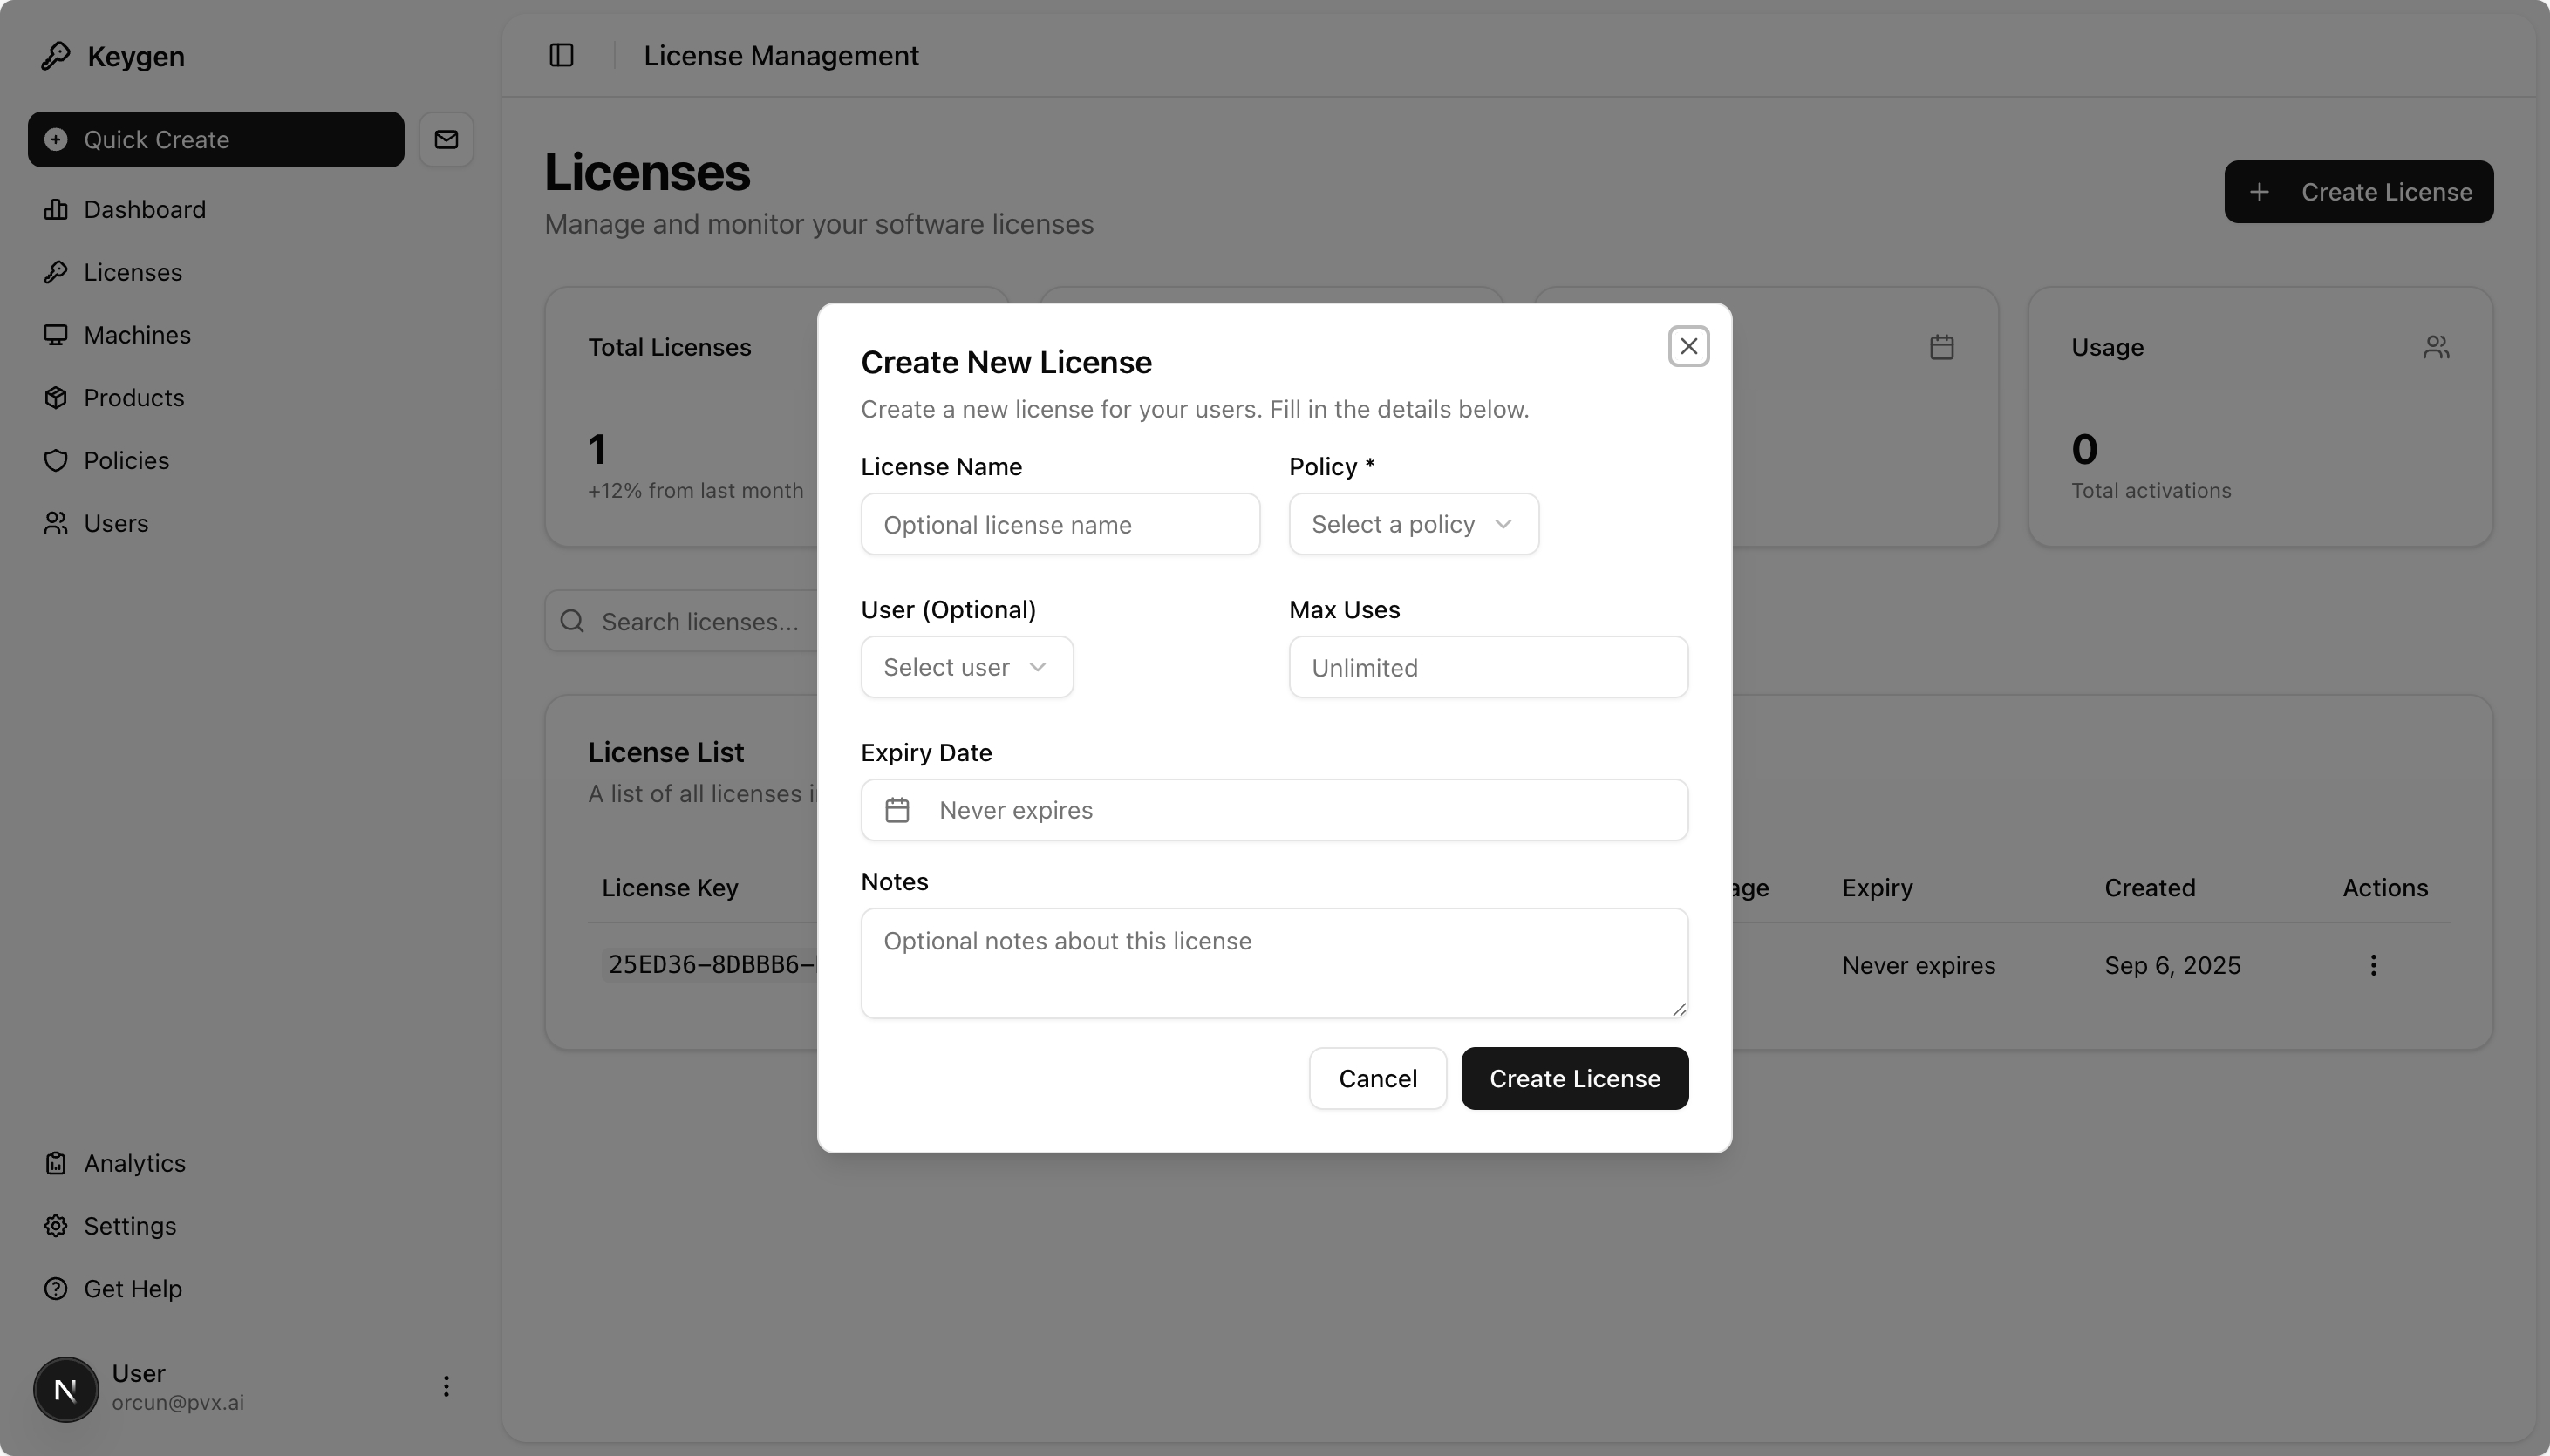 Keygen
Quick Create
Dashboard
Licenses
Machines
Products
Policies
Users
Analytics
Settings
Get Help
N
User
orcun@pvx.ai
License Management
Licenses
Manage and monitor your software licenses
Create License
Total Licenses
1
+12% from last month
Usage
0
Total activations
Search licenses...
License List
A list of all licenses
License Key
Expiry
Created
Actions
25ED36-8DBBB6-
Never expires
Sep 6, 2025
Create New License
Create a new license for your users. Fill in the details below.
License Name
Policy *
Optional license name
Select a policy
User (Optional)
Max Uses
Select user
Unlimited
Expiry Date
Never expires
Notes
Optional notes about this license
Cancel
Create License